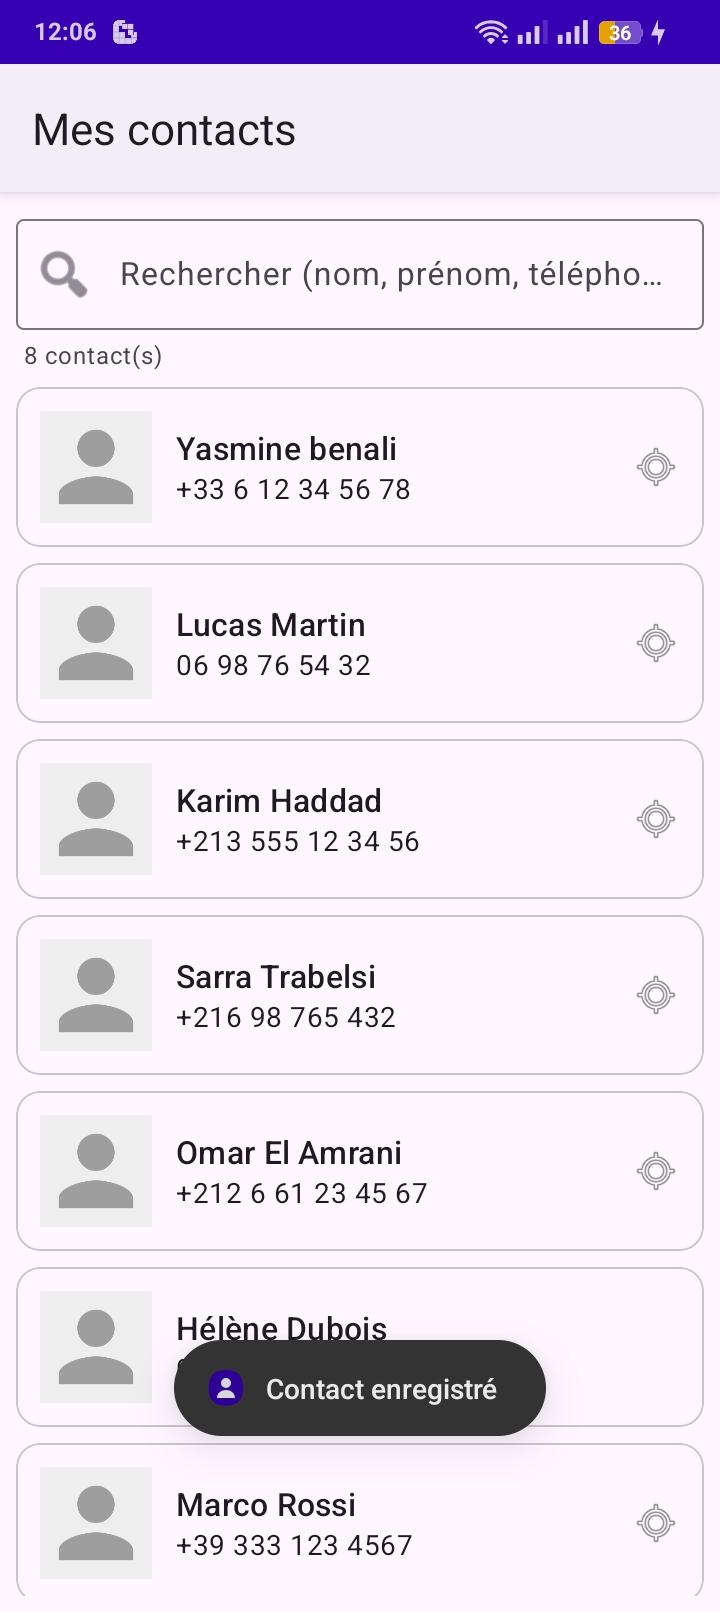 12:06
36
Mes contacts
Rechercher (nom, prénom, télépho...
8 contact(s)
Yasmine benali
+33 6 12 34 56 78
Lucas Martin
06 98 76 54 32
Karim Haddad
+213 555 12 34 56
Sarra Trabelsi
+216 98 765 432
Omar El Amrani
+212 6 61 23 45 67
Hélène Dubois
Contact enregistré
Marco Rossi
+39 333 123 4567